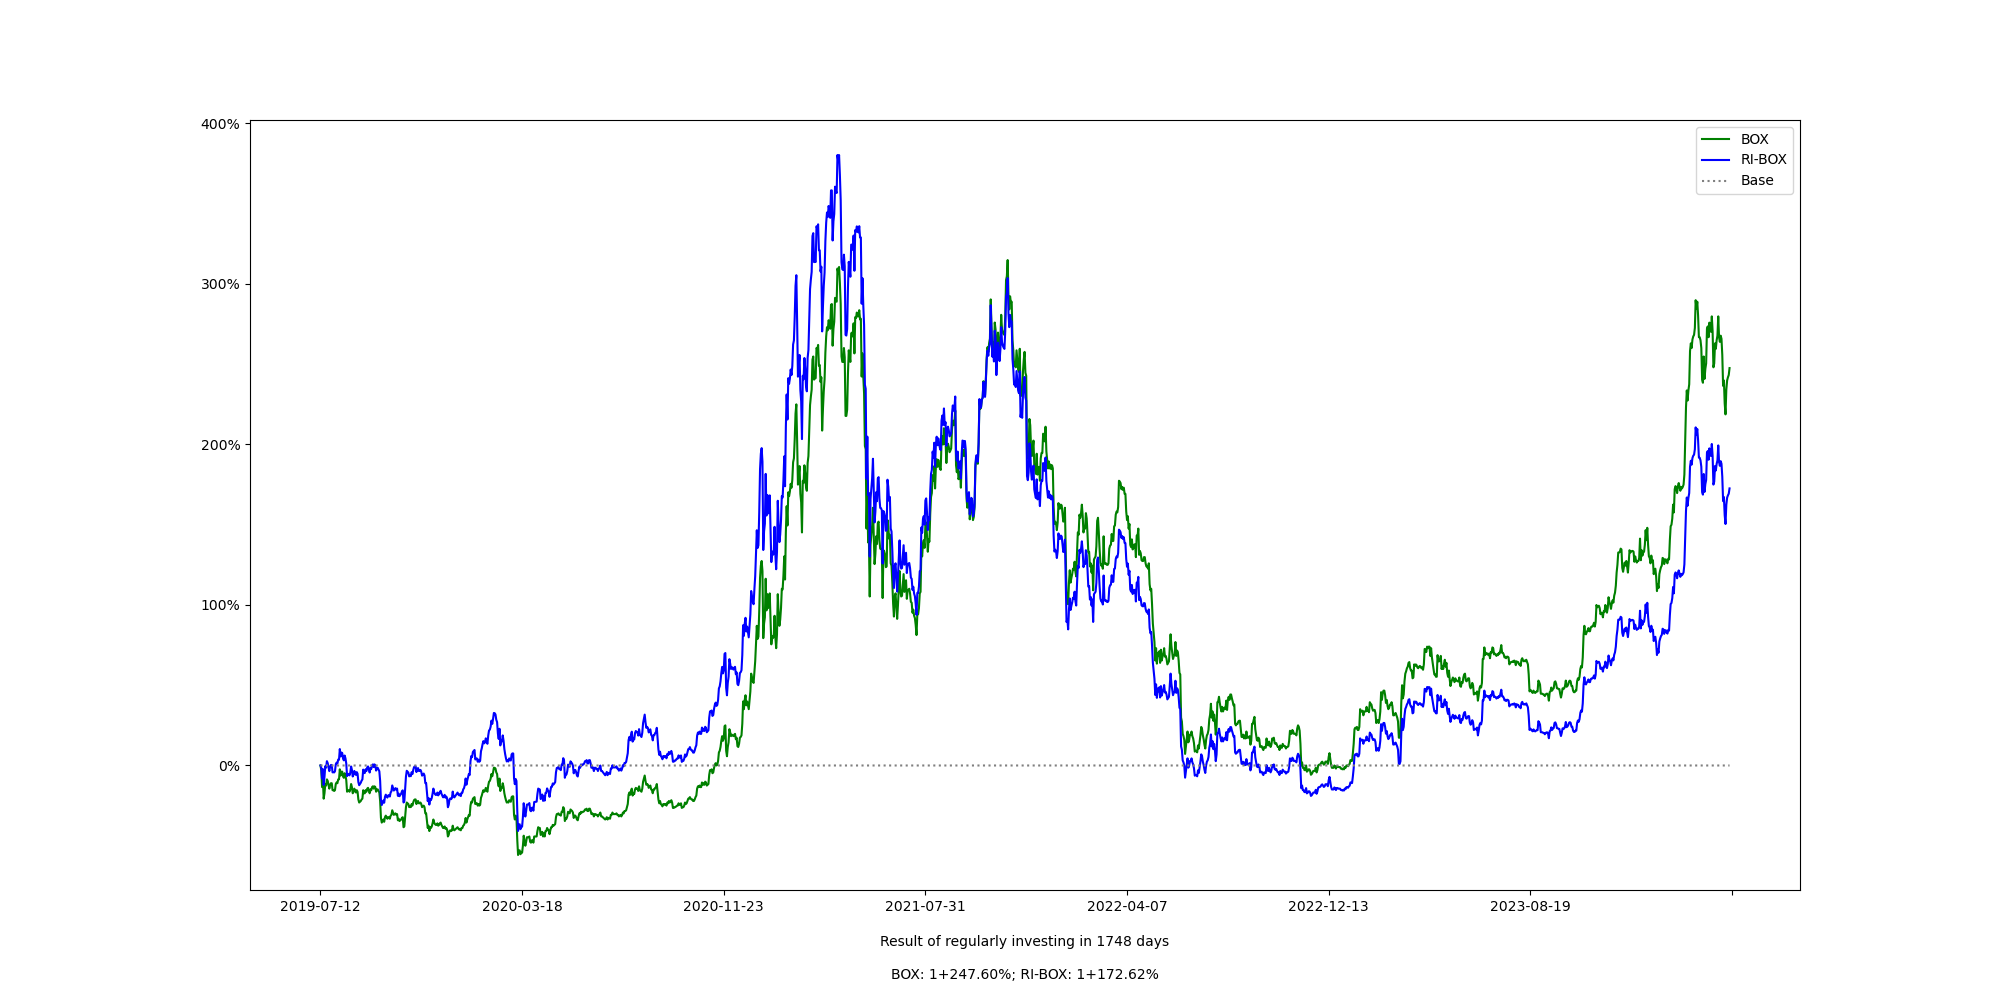 400%
300%
200%
100%
0%
BOX
RI-BOX
Base
2019-07-12 2020-03-18 2020-11-23 2021-07-31 2022-04-07 2022-12-13 2023-08-19
Result of regularly investing in 1748 days
BOX: 1+247.60%; RI-BOX: 1+172.62%